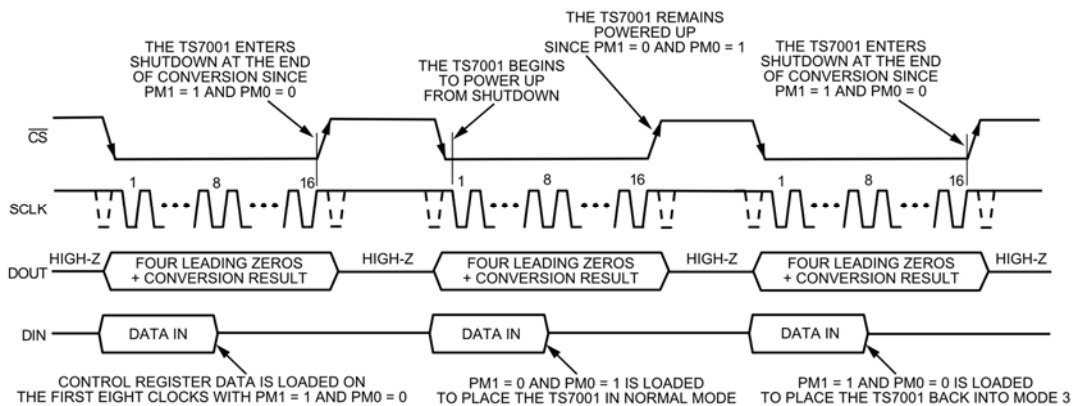 THE TS7001 ENTERS
SHUTDOWN AT THE END
OF CONVERSION SINCE
PM1 = 1 AND PM0 = 0
THE TS7001 BEGINS
TO POWER UP
FROM SHUTDOWN
THE TS7001 REMAINS
POWERED UP
SINCE PM1 = 0 AND PM0 = 1
THE TS7001 ENTERS
SHUTDOWN AT THE END
OF CONVERSION SINCE
PM1 = 1 AND PM0 = 0
CS
SCLK 1 8 16 1 8 16 1 8 16
DOUT HIGH-Z FOUR LEADING ZEROS HIGH-Z FOUR LEADING ZEROS HIGH-Z FOUR LEADING ZEROS HIGH-Z
+ CONVERSION RESULT + CONVERSION RESULT + CONVERSION RESULT
DIN DATA IN DATA IN DATA IN
CONTROL REGISTER DATA IS LOADED ON
THE FIRST EIGHT CLOCKS WITH PM1 = 1 AND PM0 = 0
PM1 = 0 AND PM0 = 1 IS LOADED
TO PLACE THE TS7001 IN NORMAL MODE
PM1 = 1 AND PM0 = 0 IS LOADED
TO PLACE THE TS7001 BACK INTO MODE 3